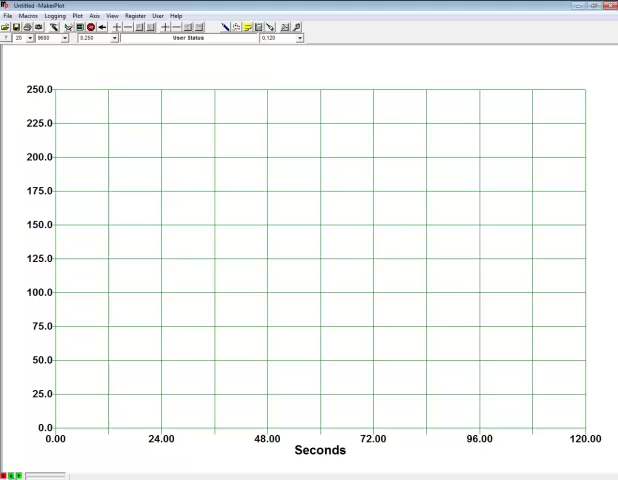 Untitled -MakerPlot
File Macros Logging Plot Axis View Register User Help
? 20 9600 0.250 User Status 0.120
250.0
225.0
200.0
175.0
150.0
125.0
100.0
75.0
50.0
25.0
0.0
0.00 24.00 48.00 72.00 96.00 120.00
Seconds